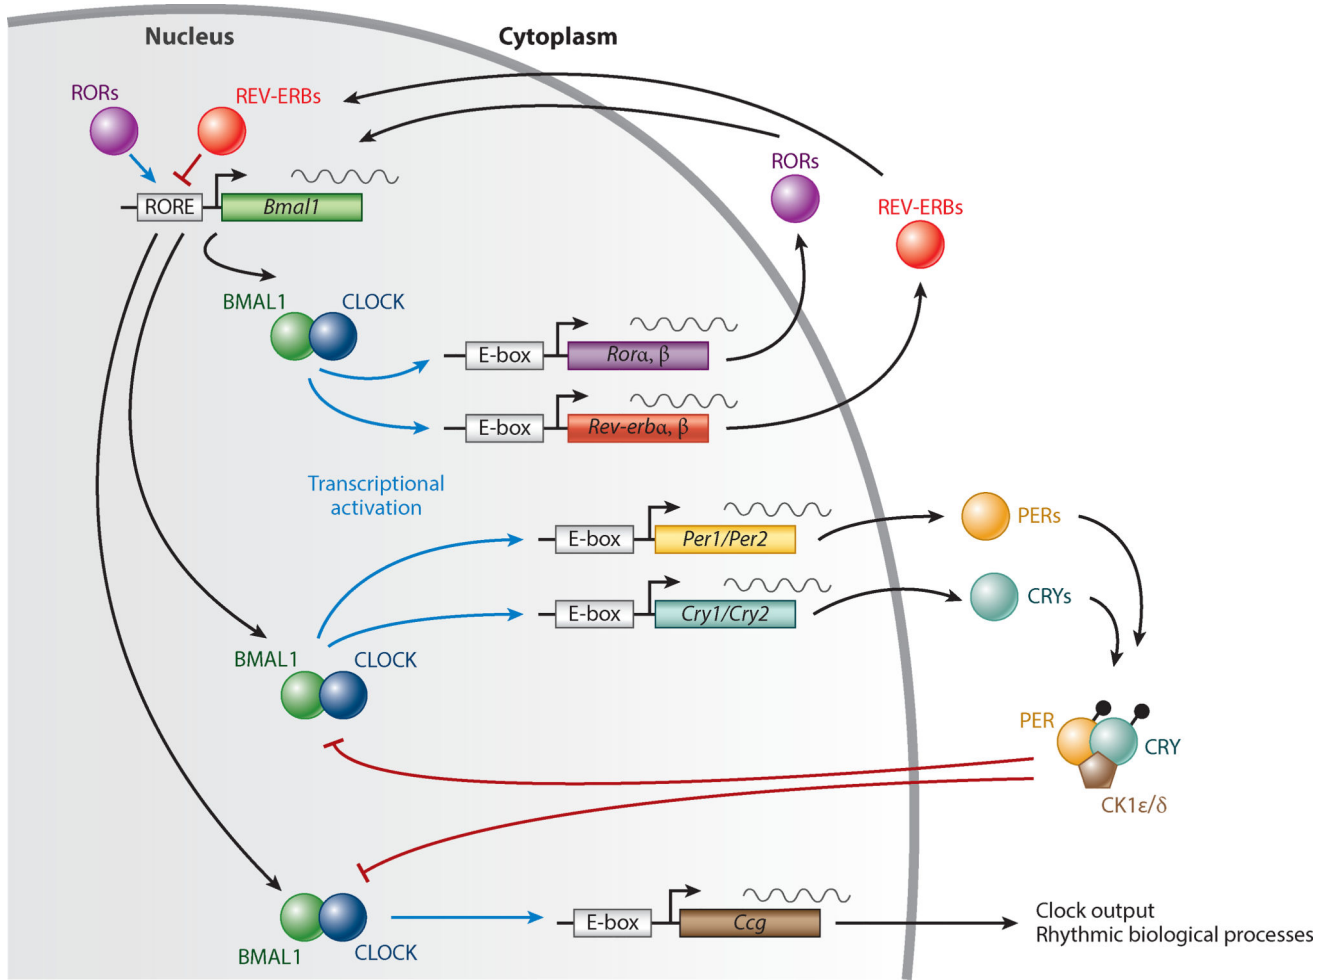 Nucleus
Cytoplasm
RORs
REV-ERBs
RORE
Bmal1
RORs
REV-ERBs
BMAL1
CLOCK
E-box
Rorα, β
E-box
Rev-erbα, β
Transcriptional
activation
E-box
Per1/Per2
PERs
E-box
Cry1/Cry2
CRYs
BMAL1
CLOCK
PER
CRY
CK1ε/δ
BMAL1
CLOCK
E-box
Ccg
Clock output
Rhythmic biological processes